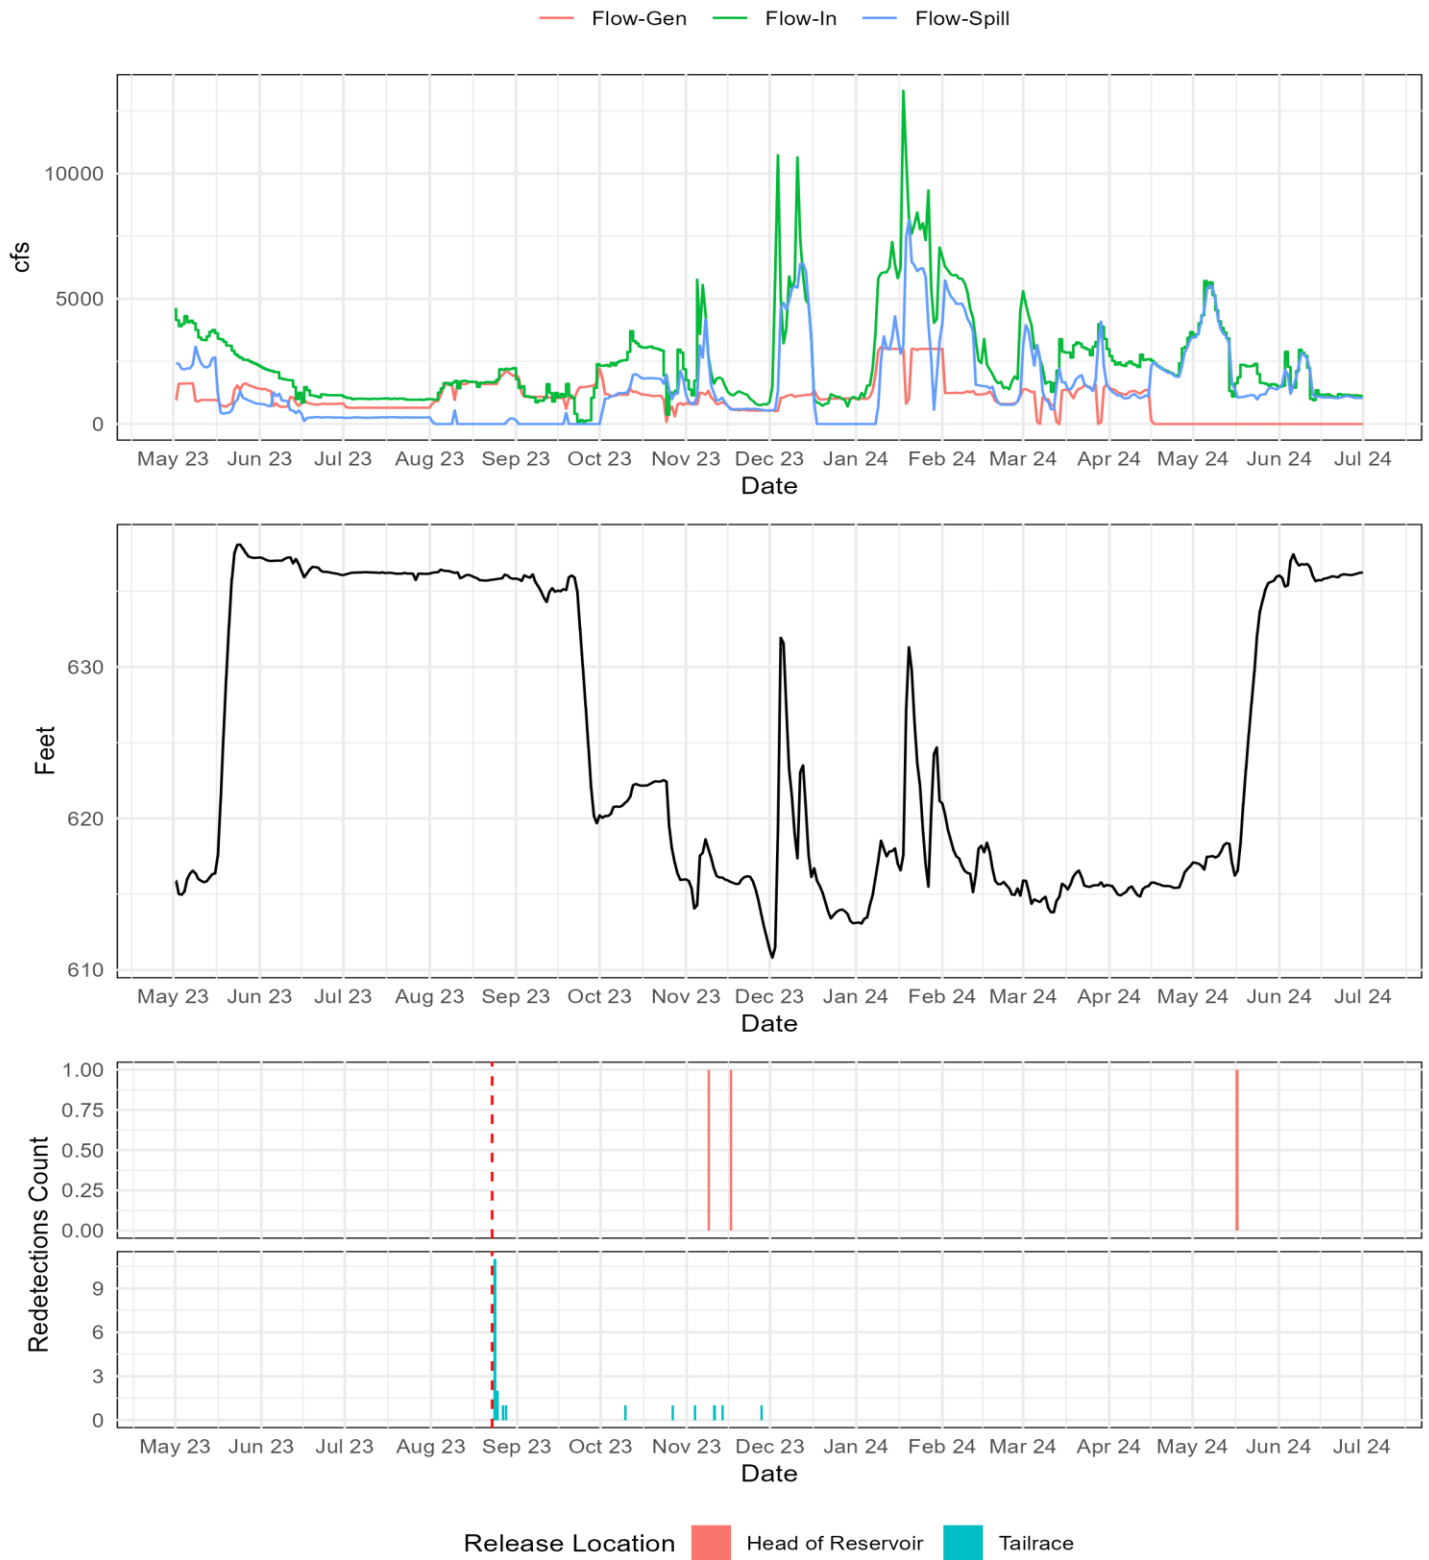 Flow-Gen Flow-In Flow-Spill
cfs
10000
5000
0
May 23 Jun 23 Jul 23 Aug 23 Sep 23 Oct 23 Nov 23 Dec 23 Jan 24 Feb 24 Mar 24 Apr 24 May 24 Jun 24 Jul 24
Date
Feet
630
620
610
May 23 Jun 23 Jul 23 Aug 23 Sep 23 Oct 23 Nov 23 Dec 23 Jan 24 Feb 24 Mar 24 Apr 24 May 24 Jun 24 Jul 24
Date
Redetections Count
1.00
0.75
0.50
0.25
0.00
9
6
3
0
May 23 Jun 23 Jul 23 Aug 23 Sep 23 Oct 23 Nov 23 Dec 23 Jan 24 Feb 24 Mar 24 Apr 24 May 24 Jun 24 Jul 24
Date
Release Location Head of Reservoir Tailrace